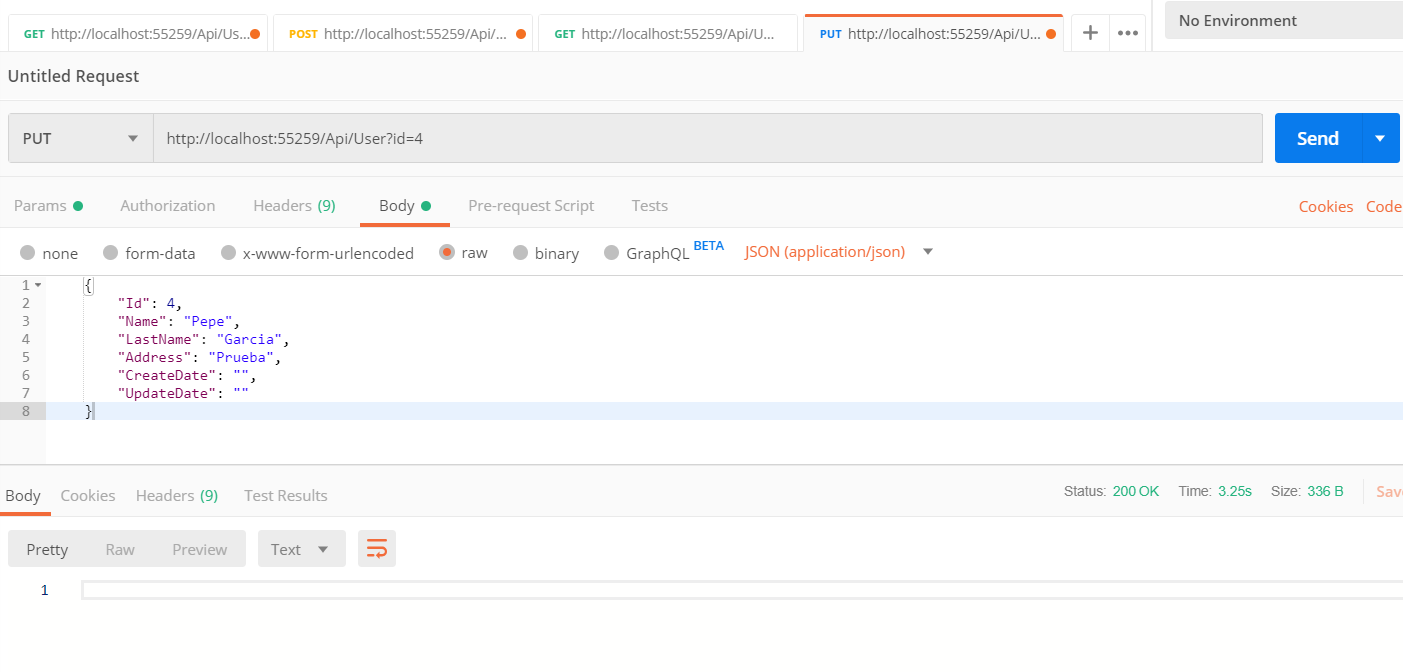 GET http://localhost:55259/Api/Us... POST http://localhost:55259/Api/... GET http://localhost:55259/Api/U... PUT http://localhost:55259/Api/U... + ••• No Environment
Untitled Request
PUT http://localhost:55259/Api/User?id=4 Send
Params Authorization Headers (9) Body Pre-request Script Tests Cookies Code
none form-data x-www-form-urlencoded raw binary GraphQL BETA JSON (application/json)
1 {
2 "Id": 4,
3 "Name": "Pepe",
4 "LastName": "Garcia",
5 "Address": "Prueba",
6 "CreateDate": "",
7 "UpdateDate": ""
8 }
Body Cookies Headers (9) Test Results Status: 200 OK Time: 3.25s Size: 336 B Save
Pretty Raw Preview Text
1